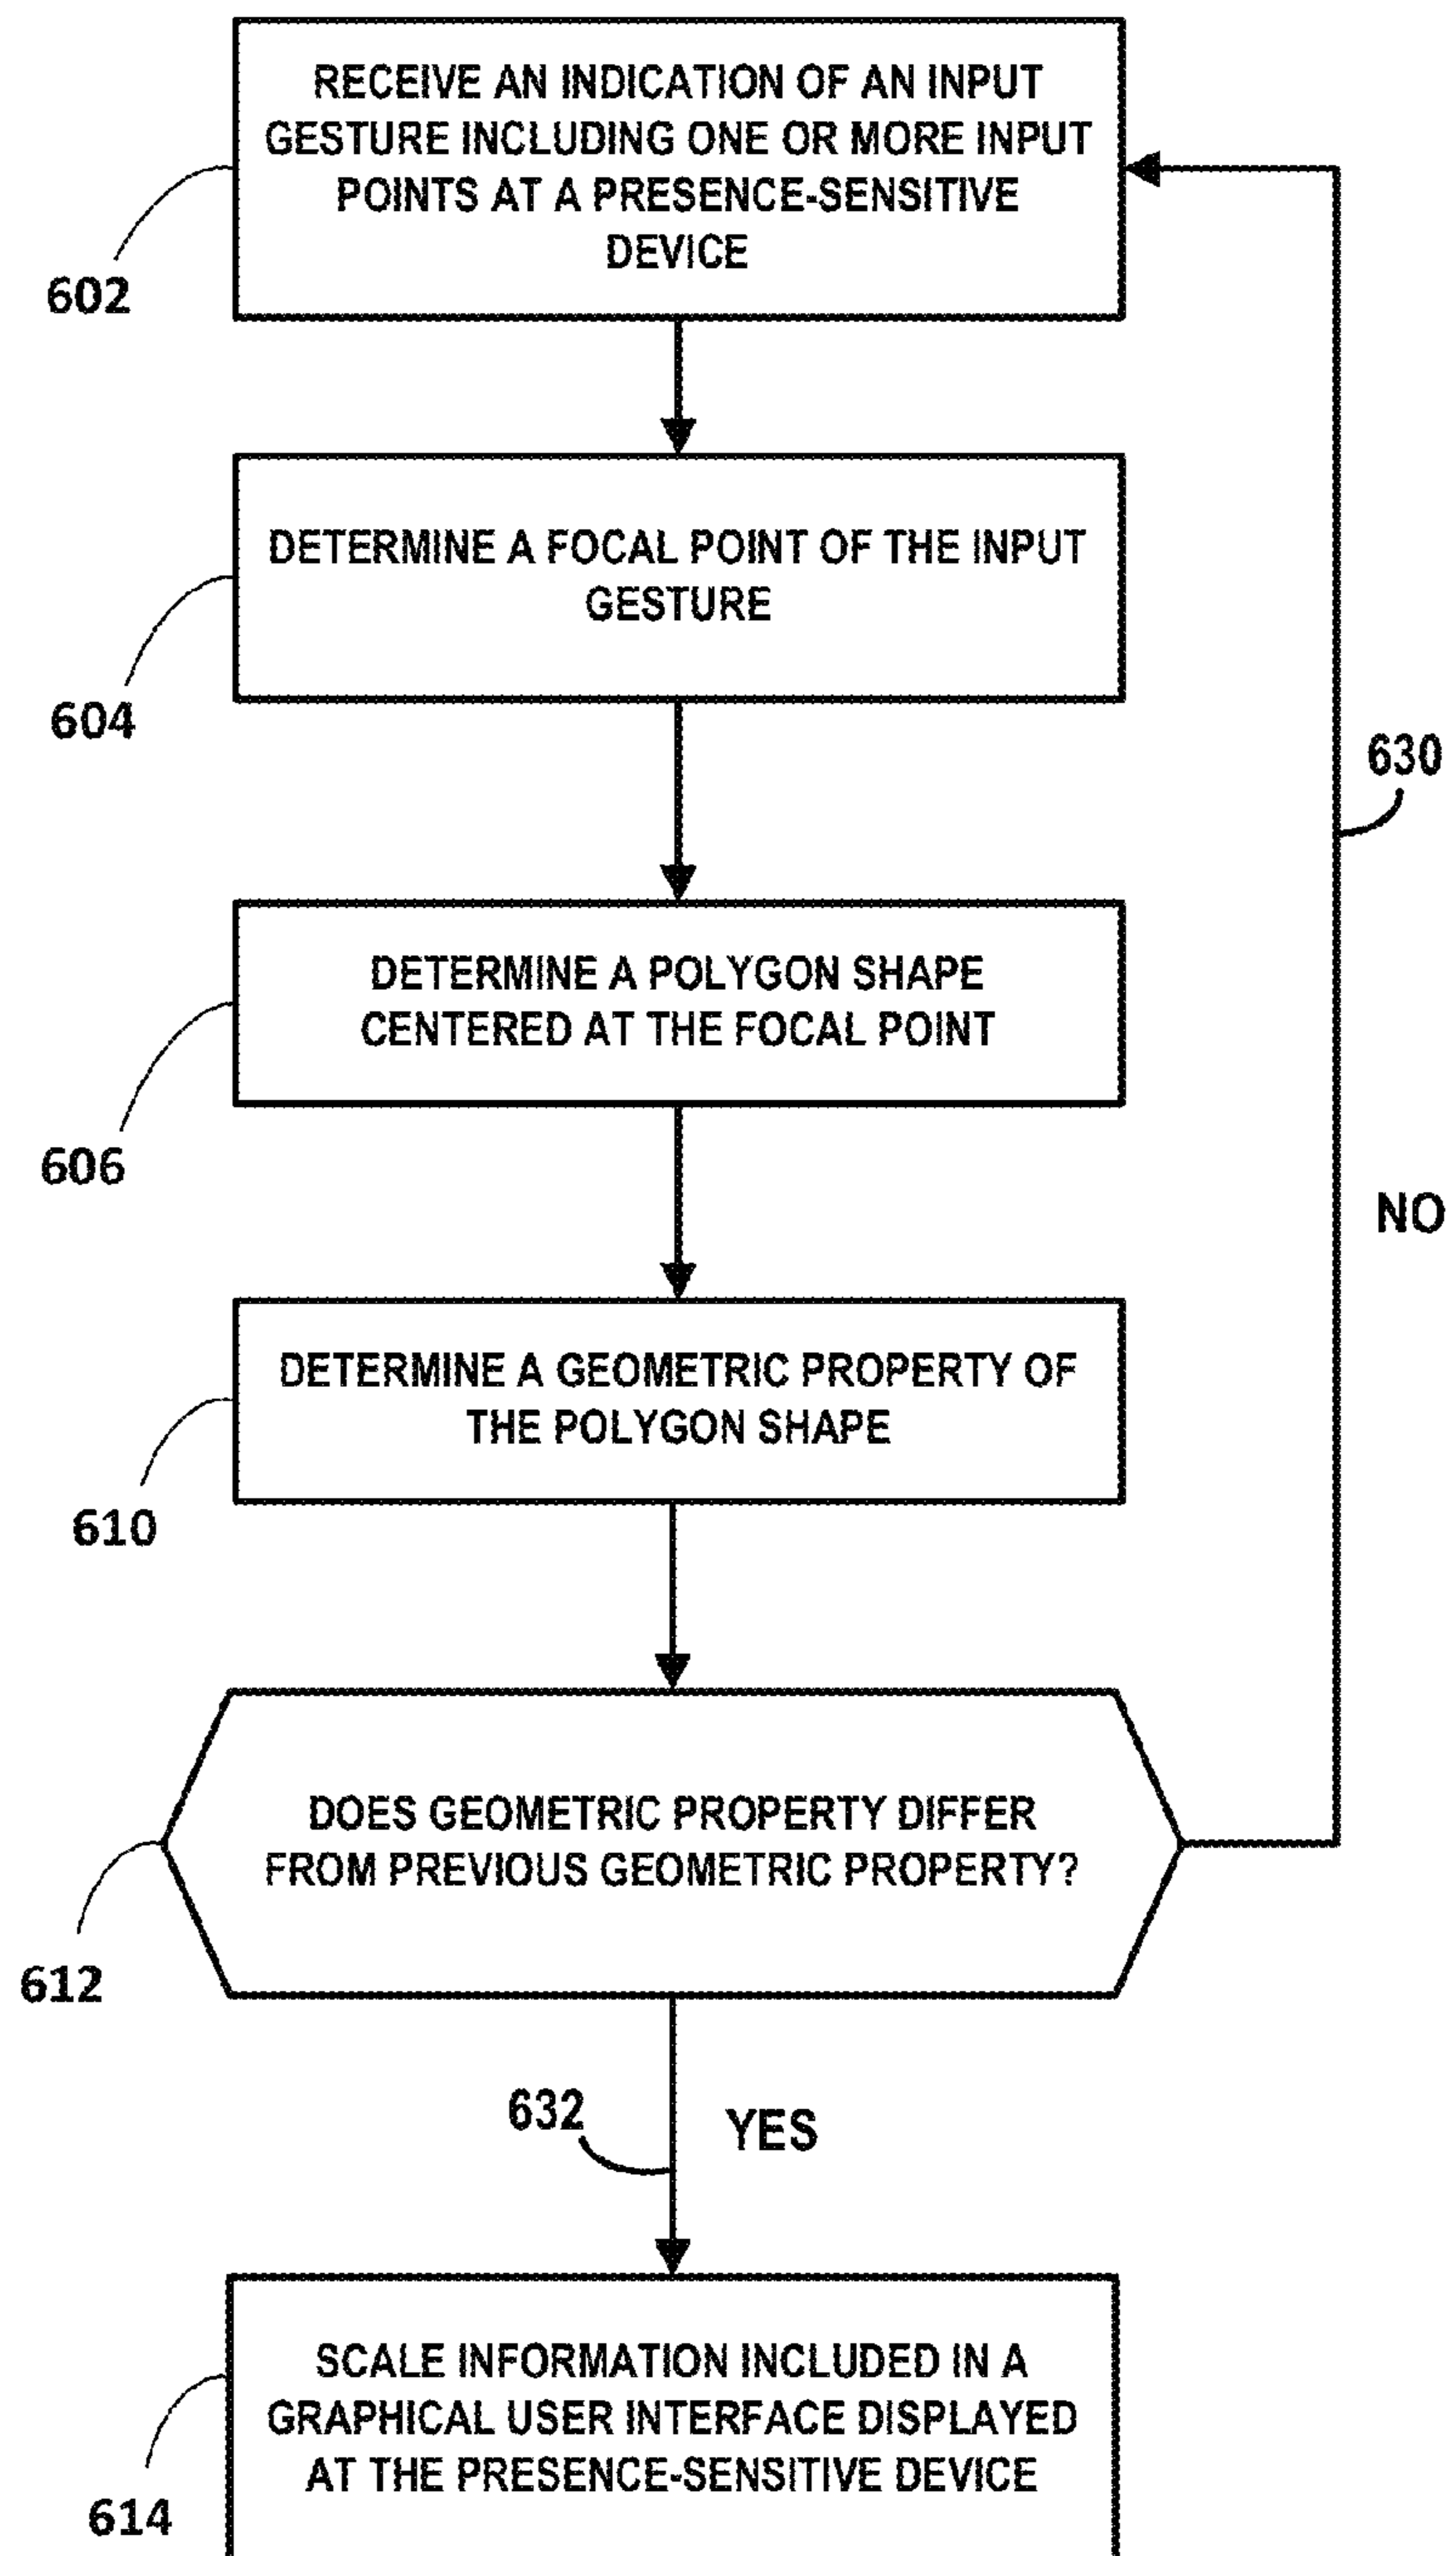 RECEIVE AN INDICATION OF AN INPUT
GESTURE INCLUDING ONE OR MORE INPUT
POINTS AT A PRESENCE-SENSITIVE
DEVICE
602
DETERMINE A FOCAL POINT OF THE INPUT
GESTURE
604
630
DETERMINE A POLYGON SHAPE
CENTERED AT THE FOCAL POINT
606
NO
DETERMINE A GEOMETRIC PROPERTY OF
THE POLYGON SHAPE
610
DOES GEOMETRIC PROPERTY DIFFER
FROM PREVIOUS GEOMETRIC PROPERTY?
612
632
YES
SCALE INFORMATION INCLUDED IN A
GRAPHICAL USER INTERFACE DISPLAYED
AT THE PRESENCE-SENSITIVE DEVICE
614